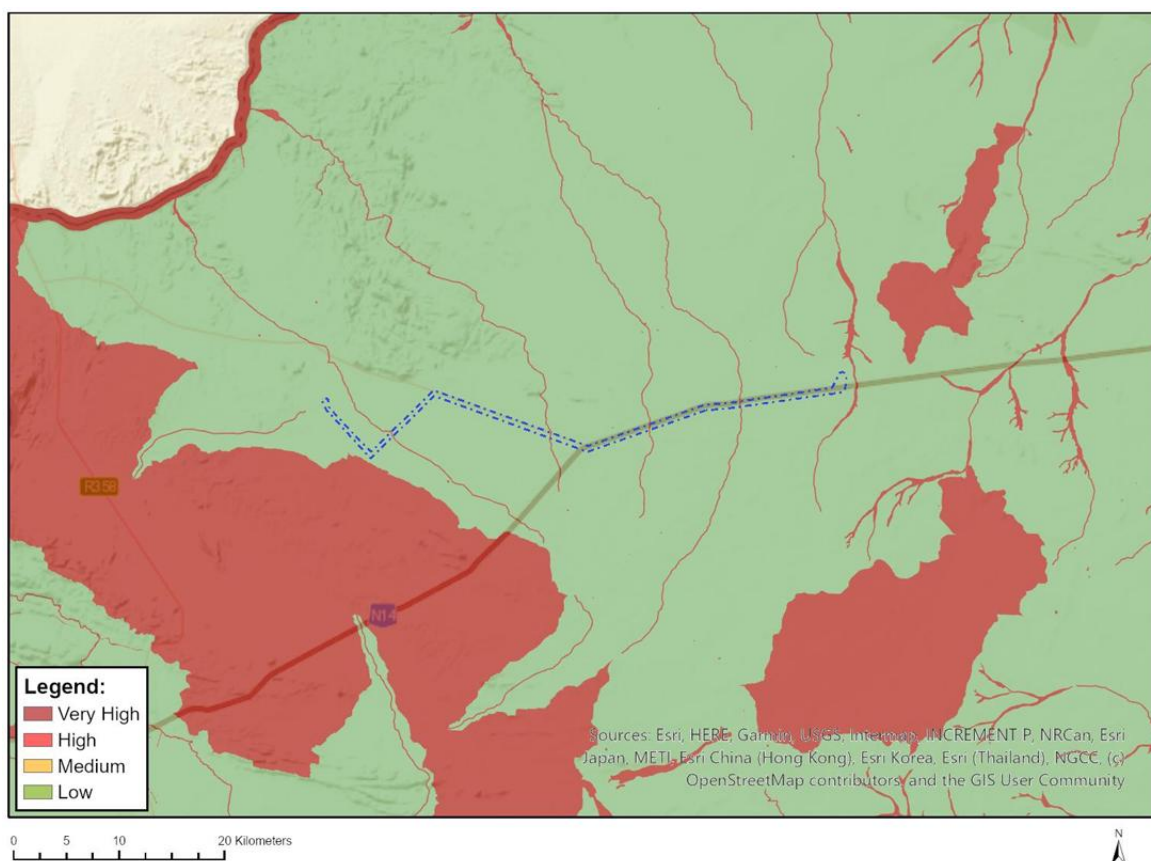 R358
N14
Legend:
Very High
High
Medium
Low
Sources: Esri, HERE, Garmin, USGS, Intermap, INCREMENT P, NRCan, Esri
Japan, METI, Esri China (Hong Kong), Esri Korea, Esri (Thailand), NGCC, (c)
OpenStreetMap contributors, and the GIS User Community
0 5 10 20 Kilometers
N